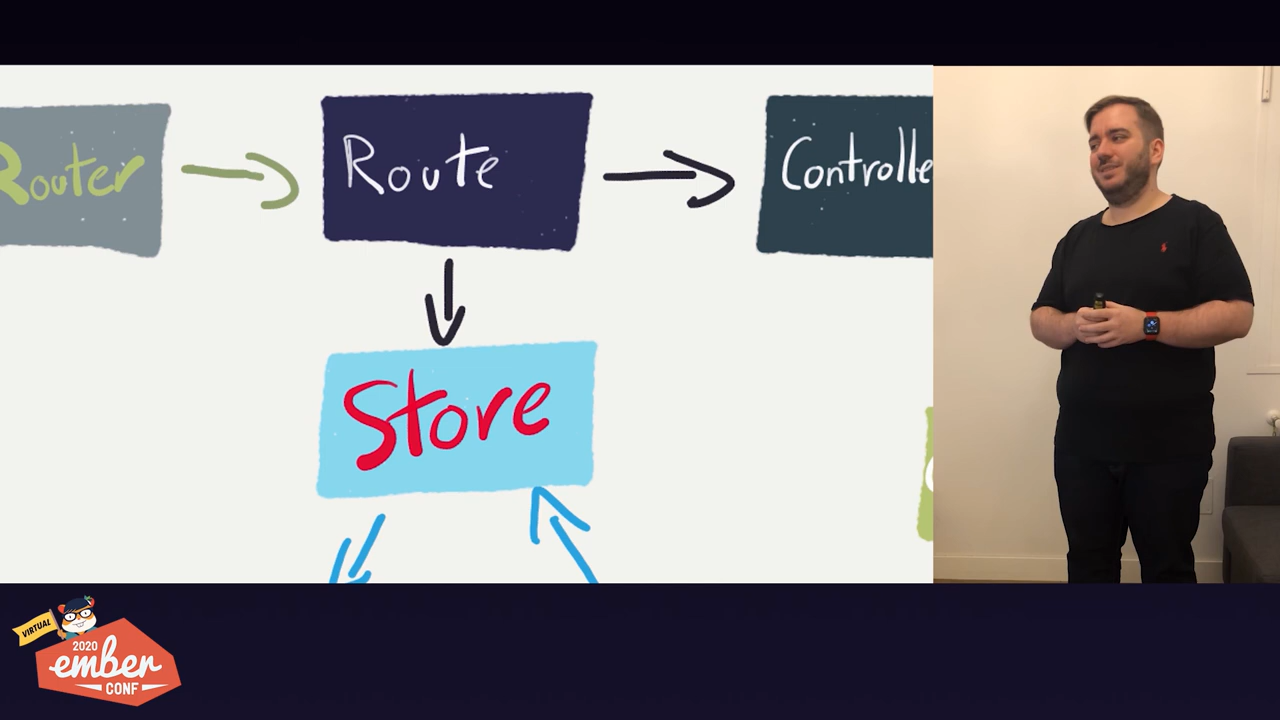 Router
Route
Controlle
Store
VIRTUAL
2020
ember
CONF